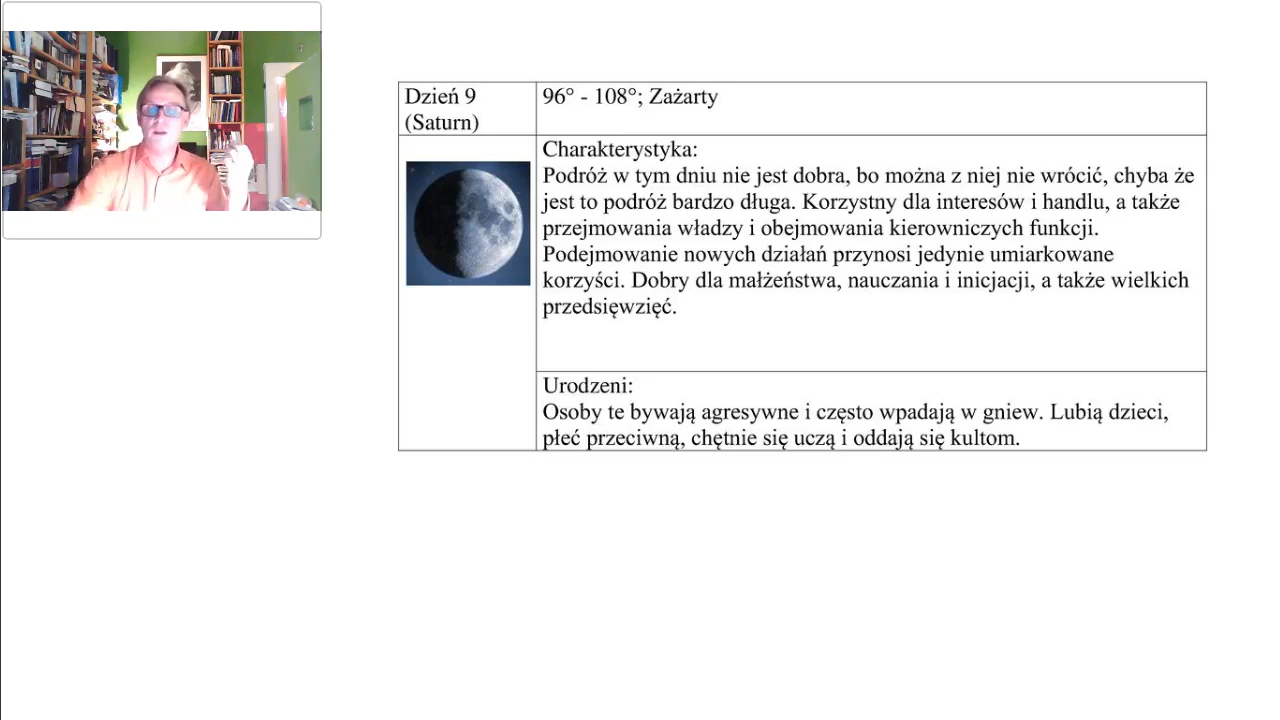 Dzień 9
(Saturn)
96° - 108°; Zażarty
Charakterystyka:
Podróż w tym dniu nie jest dobra, bo można z niej nie wrócić, chyba że
jest to podróż bardzo długa. Korzystny dla interesów i handlu, a także
przejmowania władzy i obejmowania kierowniczych funkcji.
Podejmowanie nowych działań przynosi jedynie umiarkowane
korzyści. Dobry dla małżeństwa, nauczania i inicjacji, a także wielkich
przedsięwzięć.
Urodzeni:
Osoby te bywają agresywne i często wpadają w gniew. Lubią dzieci,
płeć przeciwną, chętnie się uczą i oddają się kultom.